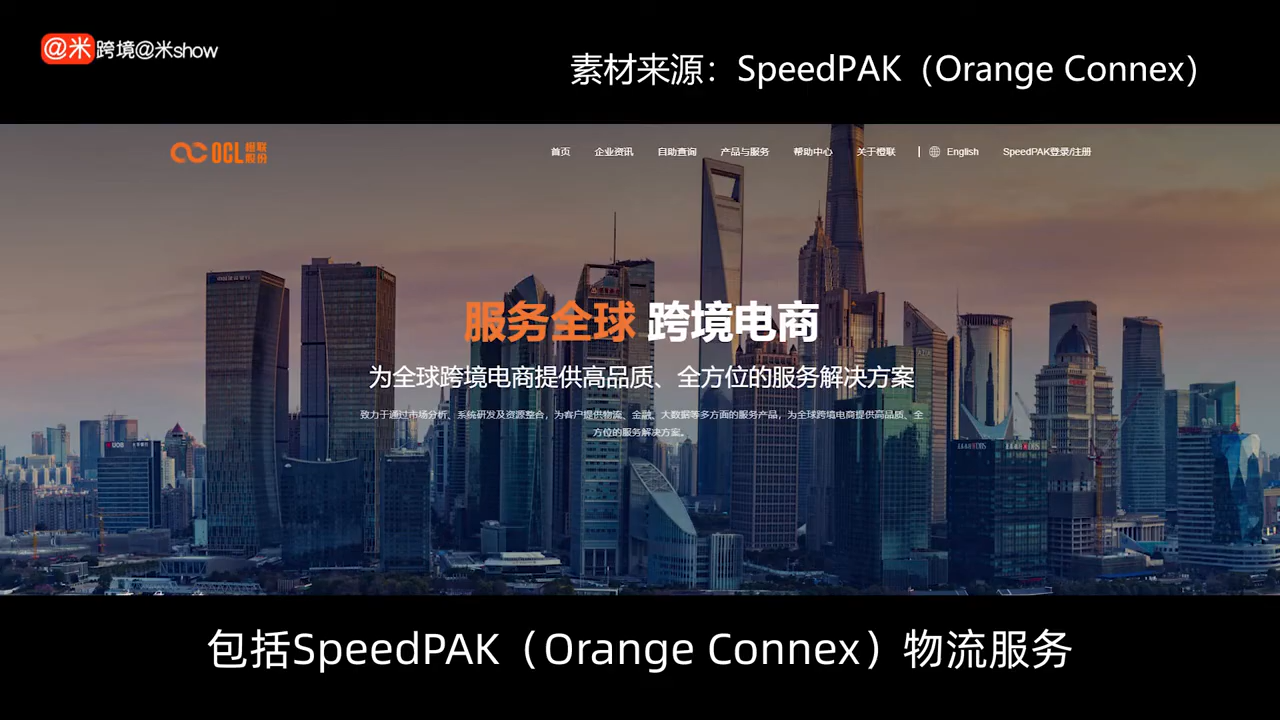 @米 跨境@米show
素材来源：SpeedPAK（Orange Connex）
OCL 橙联股份
首页 企业资讯 自助查询 产品与服务 帮助中心 关于橙联 | English SpeedPAK登录/注册
服务全球 跨境电商
为全球跨境电商提供高品质、全方位的服务解决方案
致力于通过市场分析、系统研发及资源整合，为客户提供物流、金融、大数据等多方面的服务产品，为全球跨境电商提供高品质、全
方位的服务解决方案。
UOB
包括SpeedPAK（Orange Connex）物流服务